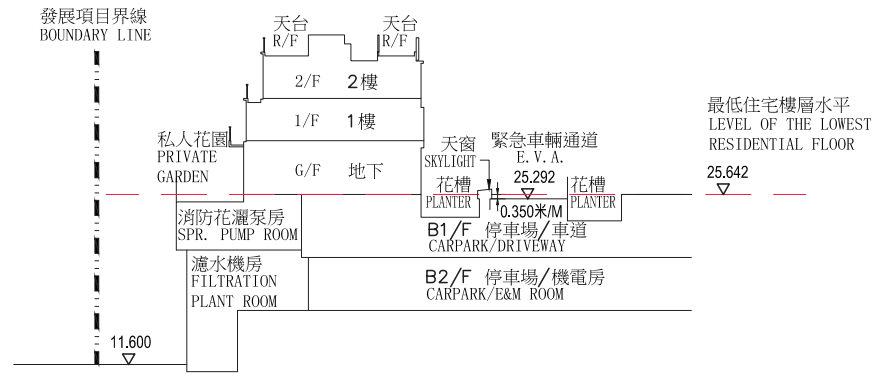 發展項目界線
BOUNDARY LINE
天台
R/F
天台
R/F
2/F 2樓
1/F 1樓
G/F 地下
私人花園
PRIVATE
GARDEN
天窗
SKYLIGHT
緊急車輛通道
E.V.A.
25.292
花槽
PLANTER
花槽
PLANTER
0.350米/M
最低住宅樓層水平
LEVEL OF THE LOWEST
RESIDENTIAL FLOOR
25.642
消防花灑泵房
SPR. PUMP ROOM
B1/F 停車場/車道
CARPARK/DRIVEWAY
濾水機房
FILTRATION
PLANT ROOM
B2/F 停車場/機電房
CARPARK/E&M ROOM
11.600